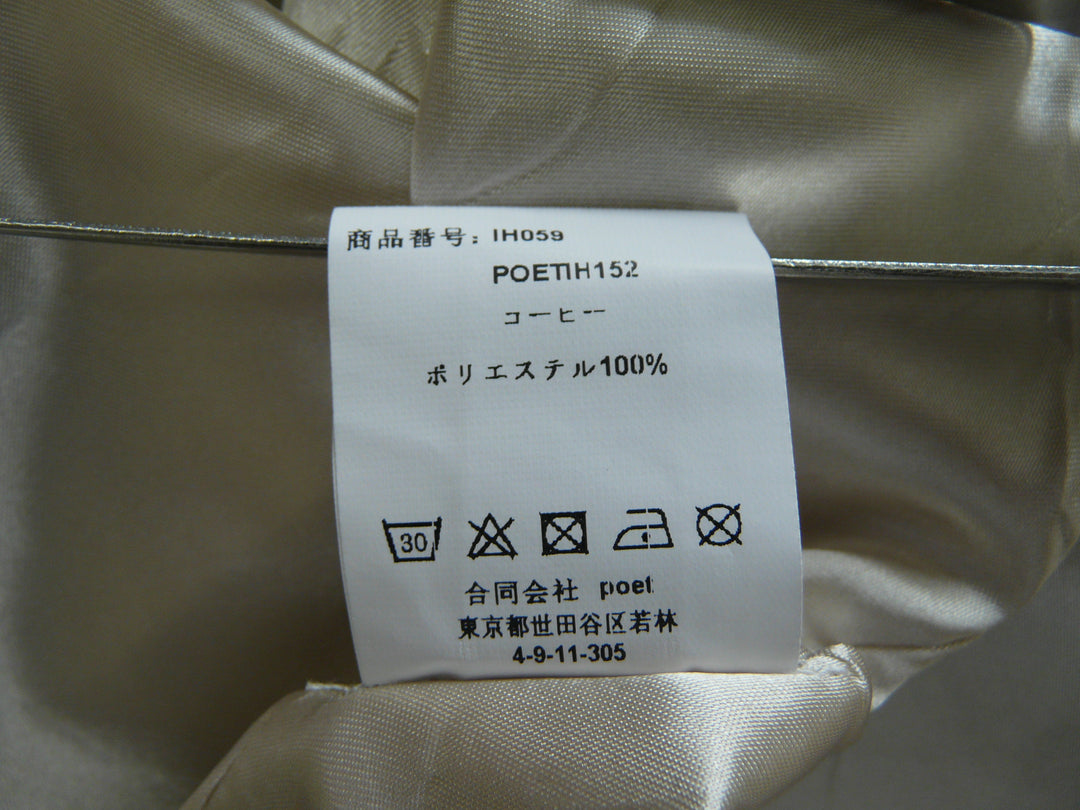 商品番号: IH059
POETIH152
コーヒー
ポリエステル100%
30
合同会社 poet
東京都世田谷区若林
4-9-11-305